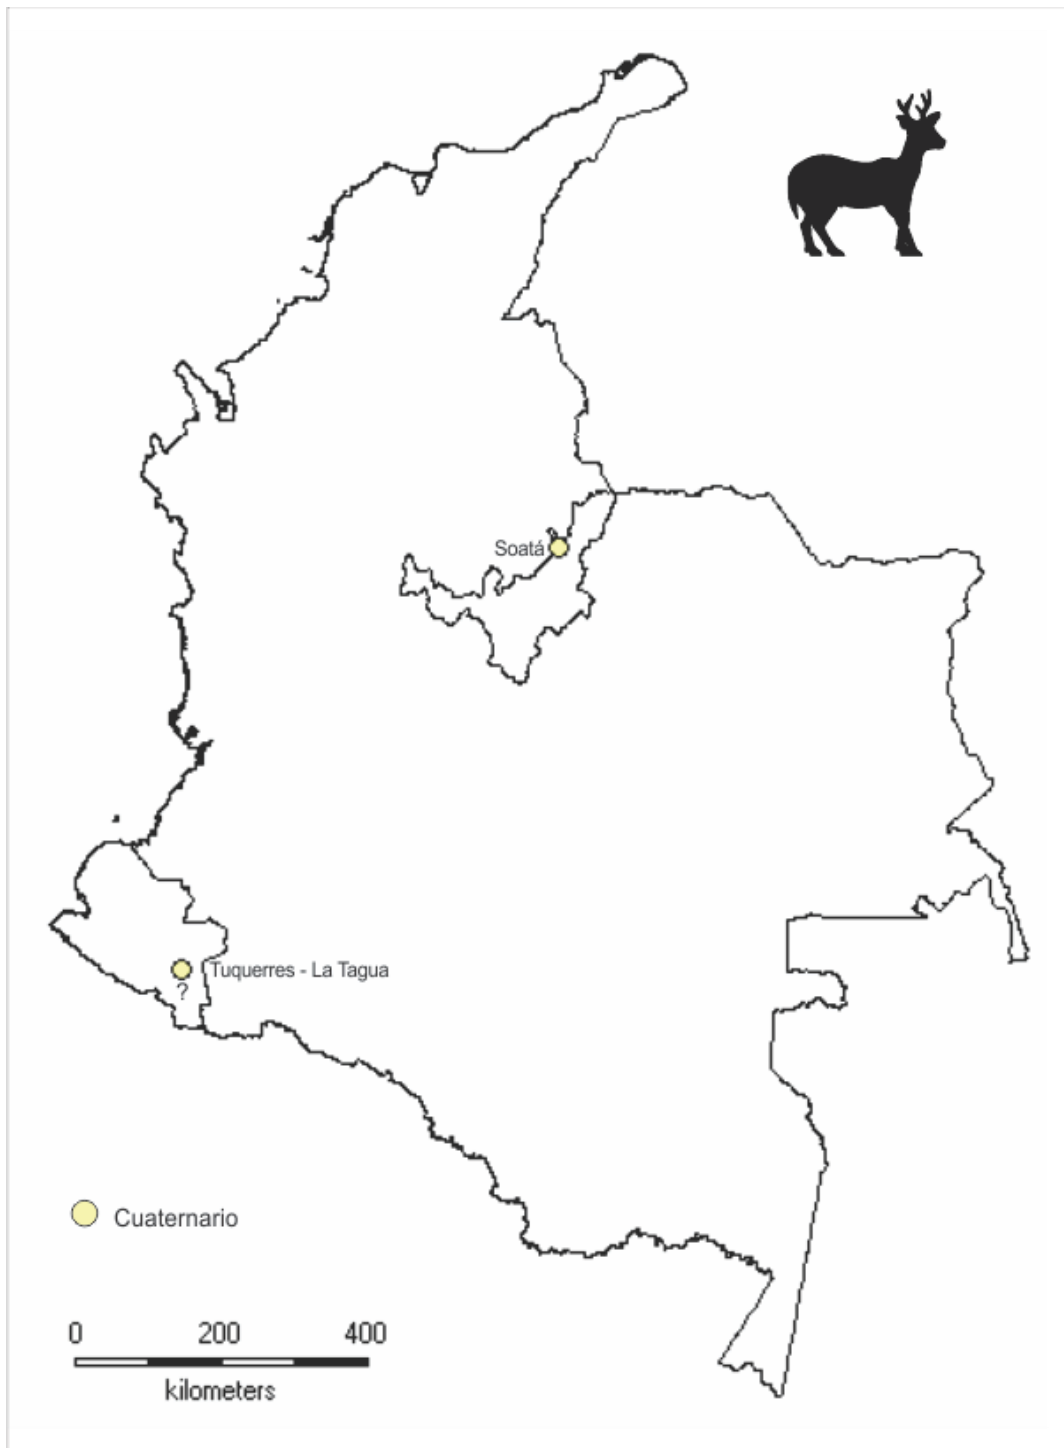 Soatá
Tuquerres - La Tagua
?
Cuaternario
0 200 400
kilometers